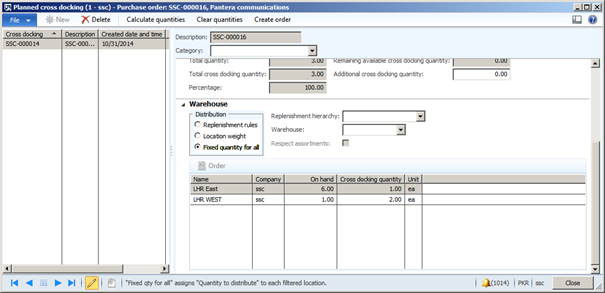 Planned cross docking (1 - ssc) - Purchase order: SSC-000016, Pantera communications
File New Delete Calculate quantities Clear quantities Create order
Cross docking Description Created date and time
SSC-000014 SSC-00... 10/31/2014
Description: SSC-000016
Category:
Total quantity: 3.00 Remaining available cross docking quantity: 0.00
Total cross docking quantity: 3.00 Additional cross docking quantity: 0.00
Percentage: 100.00
Warehouse
Distribution
Replenishment rules
Location weight
Fixed quantity for all
Replenishment hierarchy:
Warehouse:
Respect assortments:
Order
Name Company On hand Cross docking quantity Unit
LHR East ssc 6.00 1.00 ea
LHR WEST ssc 1.00 2.00 ea
"Fixed qty for all" assigns "Quantity to distribute" to each filtered location. (1014) PKR ssc Close